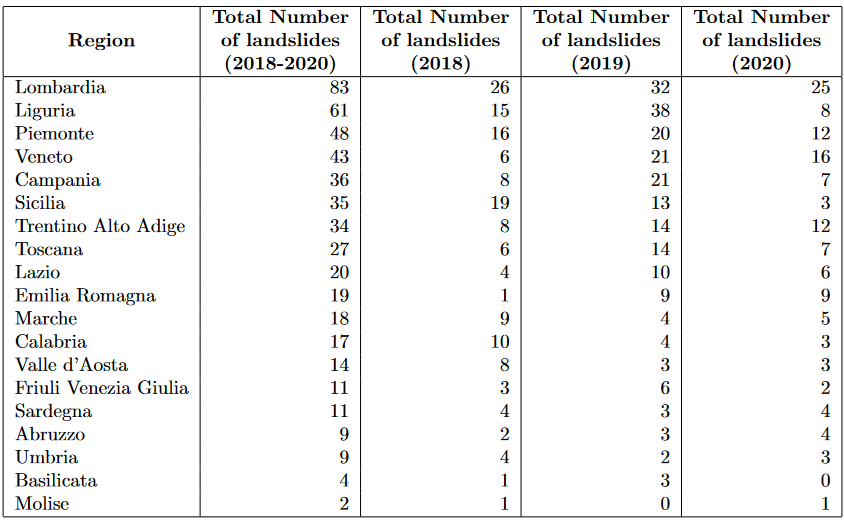 Region Total Number of landslides (2018-2020) Total Number of landslides (2018) Total Number of landslides (2019) Total Number of landslides (2020)
Lombardia 83 26 32 25
Liguria 61 15 38 8
Piemonte 48 16 20 12
Veneto 43 6 21 16
Campania 36 8 21 7
Sicilia 35 19 13 3
Trentino Alto Adige 34 8 14 12
Toscana 27 6 14 7
Lazio 20 4 10 6
Emilia Romagna 19 1 9 9
Marche 18 9 4 5
Calabria 17 10 4 3
Valle d'Aosta 14 8 3 3
Friuli Venezia Giulia 11 3 6 2
Sardegna 11 4 3 4
Abruzzo 9 2 3 4
Umbria 9 4 2 3
Basilicata 4 1 3 0
Molise 2 1 0 1